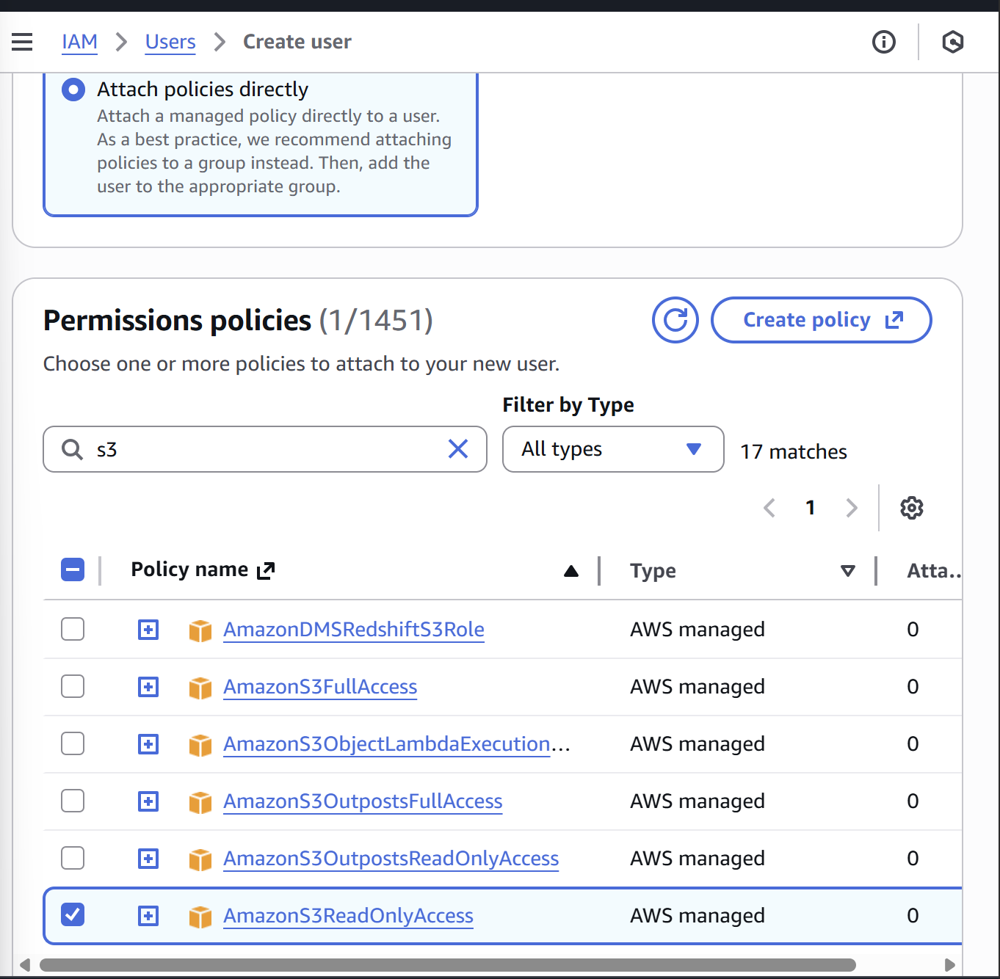 IAM > Users > Create user
Attach policies directly
Attach a managed policy directly to a user.
As a best practice, we recommend attaching
policies to a group instead. Then, add the
user to the appropriate group.
Permissions policies (1/1451)
Create policy
Choose one or more policies to attach to your new user.
Filter by Type
s3
All types
17 matches
1
Policy name Type Atta..
AmazonDMSRedshiftS3Role AWS managed 0
AmazonS3FullAccess AWS managed 0
AmazonS3ObjectLambdaExecution... AWS managed 0
AmazonS3OutpostsFullAccess AWS managed 0
AmazonS3OutpostsReadOnlyAccess AWS managed 0
AmazonS3ReadOnlyAccess AWS managed 0